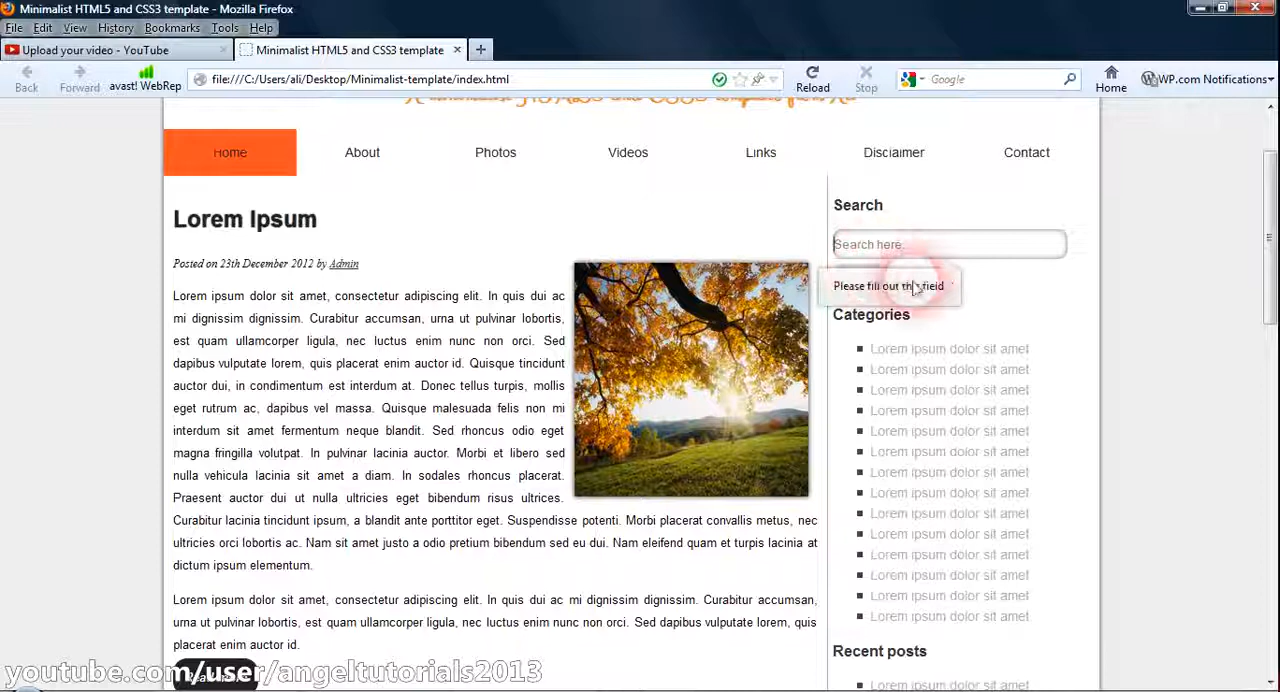 Minimalist HTML5 and CSS3 template - Mozilla Firefox
File Edit View History Bookmarks Tools Help
Upload your video - YouTube
Minimalist HTML5 and CSS3 template
Back Forward avast! WebRep
file:///C:/Users/ali/Desktop/Minimalist-template/index.html
Reload Stop
Google
Home
WP.com Notifications
Home About Photos Videos Links Disclaimer Contact
Lorem Ipsum
Posted on 23th December 2012 by Admin
Lorem ipsum dolor sit amet, consectetur adipiscing elit. In quis dui ac
mi dignissim dignissim. Curabitur accumsan, urna ut pulvinar lobortis,
est quam ullamcorper ligula, nec luctus enim nunc non orci. Sed
dapibus vulputate lorem, quis placerat enim auctor id. Quisque tincidunt
auctor dui, in condimentum est interdum at. Donec tellus turpis, mollis
eget rutrum ac, dapibus vel massa. Quisque malesuada felis non mi
interdum sit amet fermentum neque blandit. Sed rhoncus odio eget
magna fringilla volutpat. In pulvinar lacinia auctor. Morbi et libero sed
nulla vehicula lacinia sit amet a diam. In sodales rhoncus placerat.
Praesent auctor dui ut nulla ultricies eget bibendum risus ultrices.
Curabitur lacinia tincidunt ipsum, a blandit ante porttitor eget. Suspendisse potenti. Morbi placerat convallis metus, nec
ultricies orci lobortis ac. Nam sit amet justo a odio pretium bibendum sed eu dui. Nam eleifend quam et turpis lacinia at
dictum ipsum elementum.
Lorem ipsum dolor sit amet, consectetur adipiscing elit. In quis dui ac mi dignissim dignissim. Curabitur accumsan,
urna ut pulvinar lobortis, est quam ullamcorper ligula, nec luctus enim nunc non orci. Sed dapibus vulputate lorem, quis
placerat enim auctor id.
Search
Search here..
Please fill out this field
Categories
Lorem ipsum dolor sit amet
Lorem ipsum dolor sit amet
Lorem ipsum dolor sit amet
Lorem ipsum dolor sit amet
Lorem ipsum dolor sit amet
Lorem ipsum dolor sit amet
Lorem ipsum dolor sit amet
Lorem ipsum dolor sit amet
Lorem ipsum dolor sit amet
Lorem ipsum dolor sit amet
Lorem ipsum dolor sit amet
Lorem ipsum dolor sit amet
Lorem ipsum dolor sit amet
Lorem ipsum dolor sit amet
Recent posts
Lorem ipsum dolor sit amet
youtube.com/user/angeltutorials2013